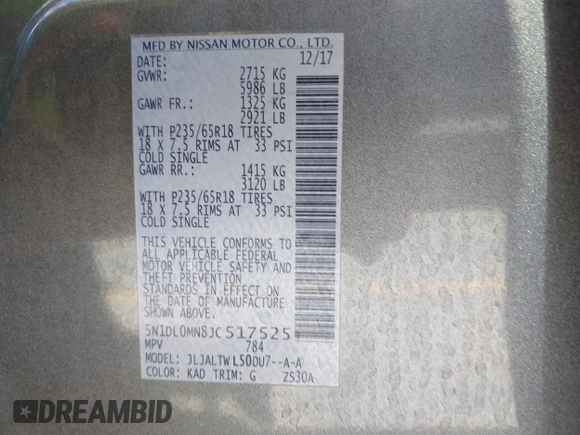 MFD BY NISSAN MOTOR CO., LTD.
DATE: 12/17
GVWR: 2715 KG
5986 LB
GAWR FR.: 1325 KG
2921 LB
WITH P235/65R18 TIRES
18 X 7.5 RIMS AT 33 PSI
COLD SINGLE
GAWR RR.: 1415 KG
3120 LB
WITH P235/65R18 TIRES
18 X 7.5 RIMS AT 33 PSI
COLD SINGLE
THIS VEHICLE CONFORMS TO
ALL APPLICABLE FEDERAL
MOTOR VEHICLE SAFETY AND
THEFT PREVENTION
STANDARDS IN EFFECT ON
THE DATE OF MANUFACTURE
SHOWN ABOVE.
5N1DL0MN8JC517525
MPV 784
MODEL: JLJALTWL50DU7--A-A
COLOR: KAD TRIM: G ZS30A
DREAMBID